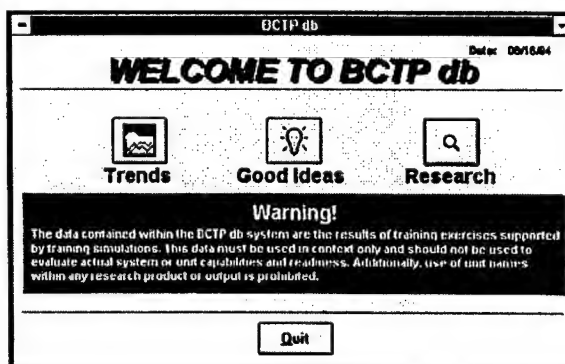 BCTP db
Date: 08/16/94
WELCOME TO BCTP db
Trends Good Ideas Research
Warning!
The data contained within the BCTP db system are the results of training exercises supported
by training simulations. This data must be used in context only and should not be used to
evaluate actual system or unit capabilities and readiness. Additionally, use of unit names
within any research product or output is prohibited.
Quit